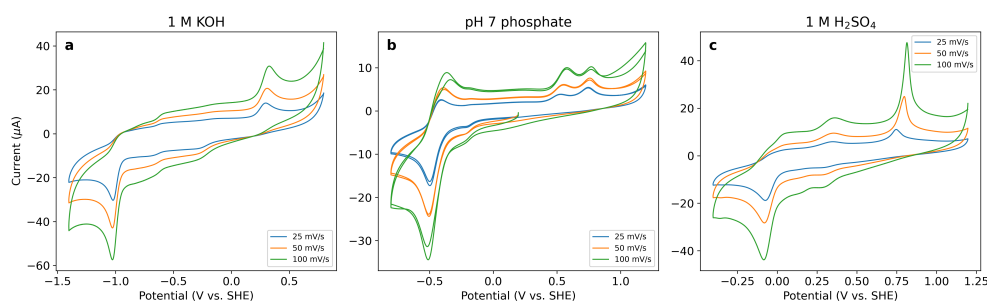 1 M KOH
a
Current (μA)
40
20
0
−20
−40
−60
−1.5
−1.0
−0.5
0.0
0.5
Potential (V vs. SHE)
25 mV/s
50 mV/s
100 mV/s
pH 7 phosphate
b
10
0
−10
−20
−30
−0.5
0.0
0.5
1.0
Potential (V vs. SHE)
25 mV/s
50 mV/s
100 mV/s
1 M H₂SO₄
c
40
20
0
−20
−40
−0.25
0.00
0.25
0.50
0.75
1.00
1.25
Potential (V vs. SHE)
25 mV/s
50 mV/s
100 mV/s